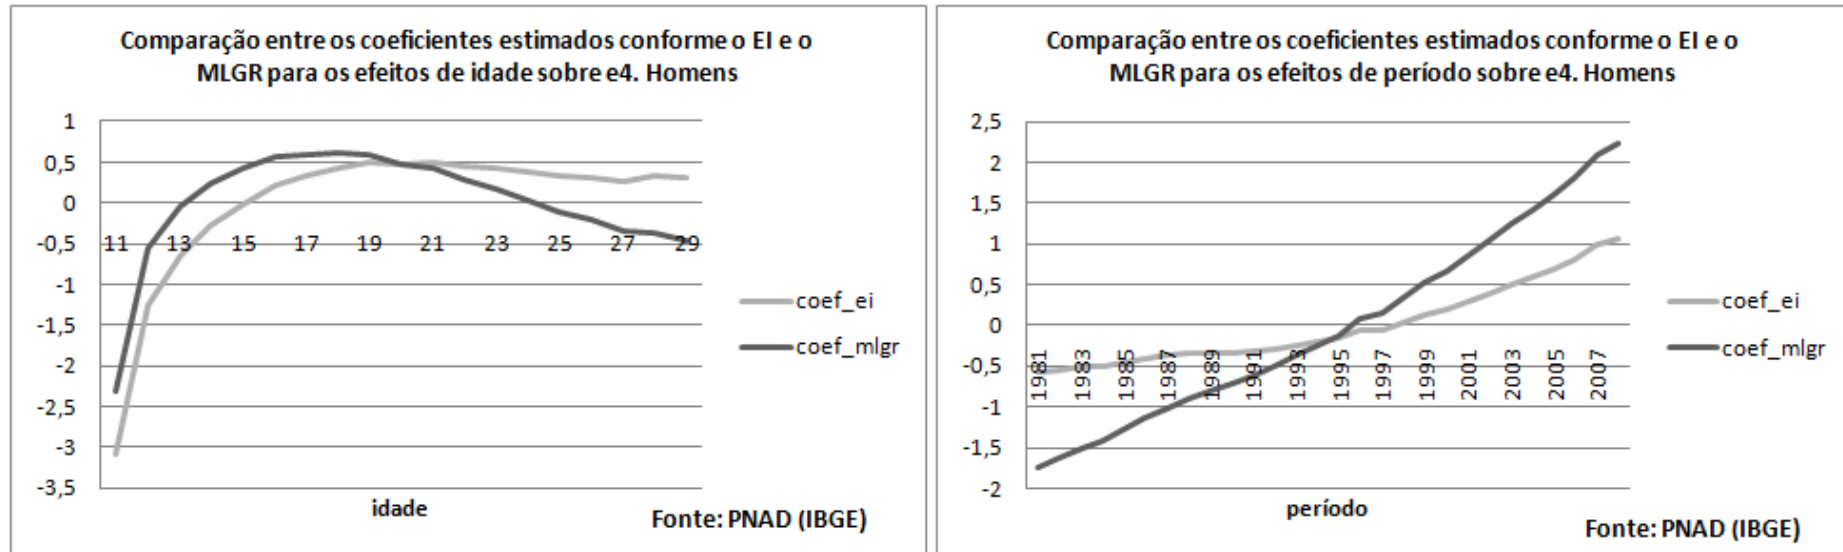 Comparação entre os coeficientes estimados conforme o EI e o
MLGR para os efeitos de idade sobre e4. Homens
1
0,5
0
-0,5
-1
-1,5
-2
-2,5
-3
-3,5
11 13 15 17 19 21 23 25 27 29
coef_ei
coef_mlgr
idade
Fonte: PNAD (IBGE)
Comparação entre os coeficientes estimados conforme o EI e o
MLGR para os efeitos de período sobre e4. Homens
2,5
2
1,5
1
0,5
0
-0,5
-1
-1,5
-2
1981 1983 1985 1987 1989 1991 1993 1995 1997 1999 2001 2003 2005 2007
coef_ei
coef_mlgr
período
Fonte: PNAD (IBGE)